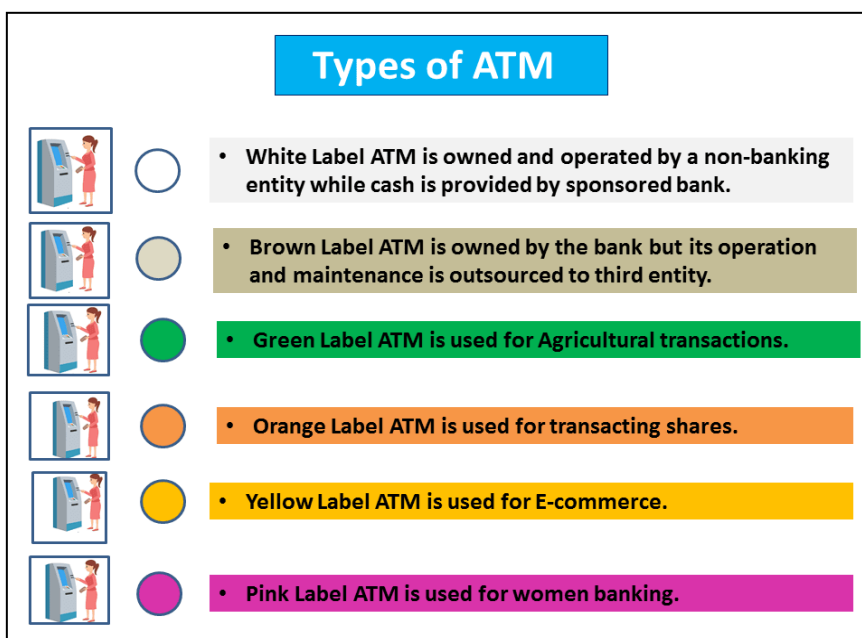 Types of ATM
• White Label ATM is owned and operated by a non-banking
entity while cash is provided by sponsored bank.
• Brown Label ATM is owned by the bank but its operation
and maintenance is outsourced to third entity.
• Green Label ATM is used for Agricultural transactions.
• Orange Label ATM is used for transacting shares.
• Yellow Label ATM is used for E-commerce.
• Pink Label ATM is used for women banking.